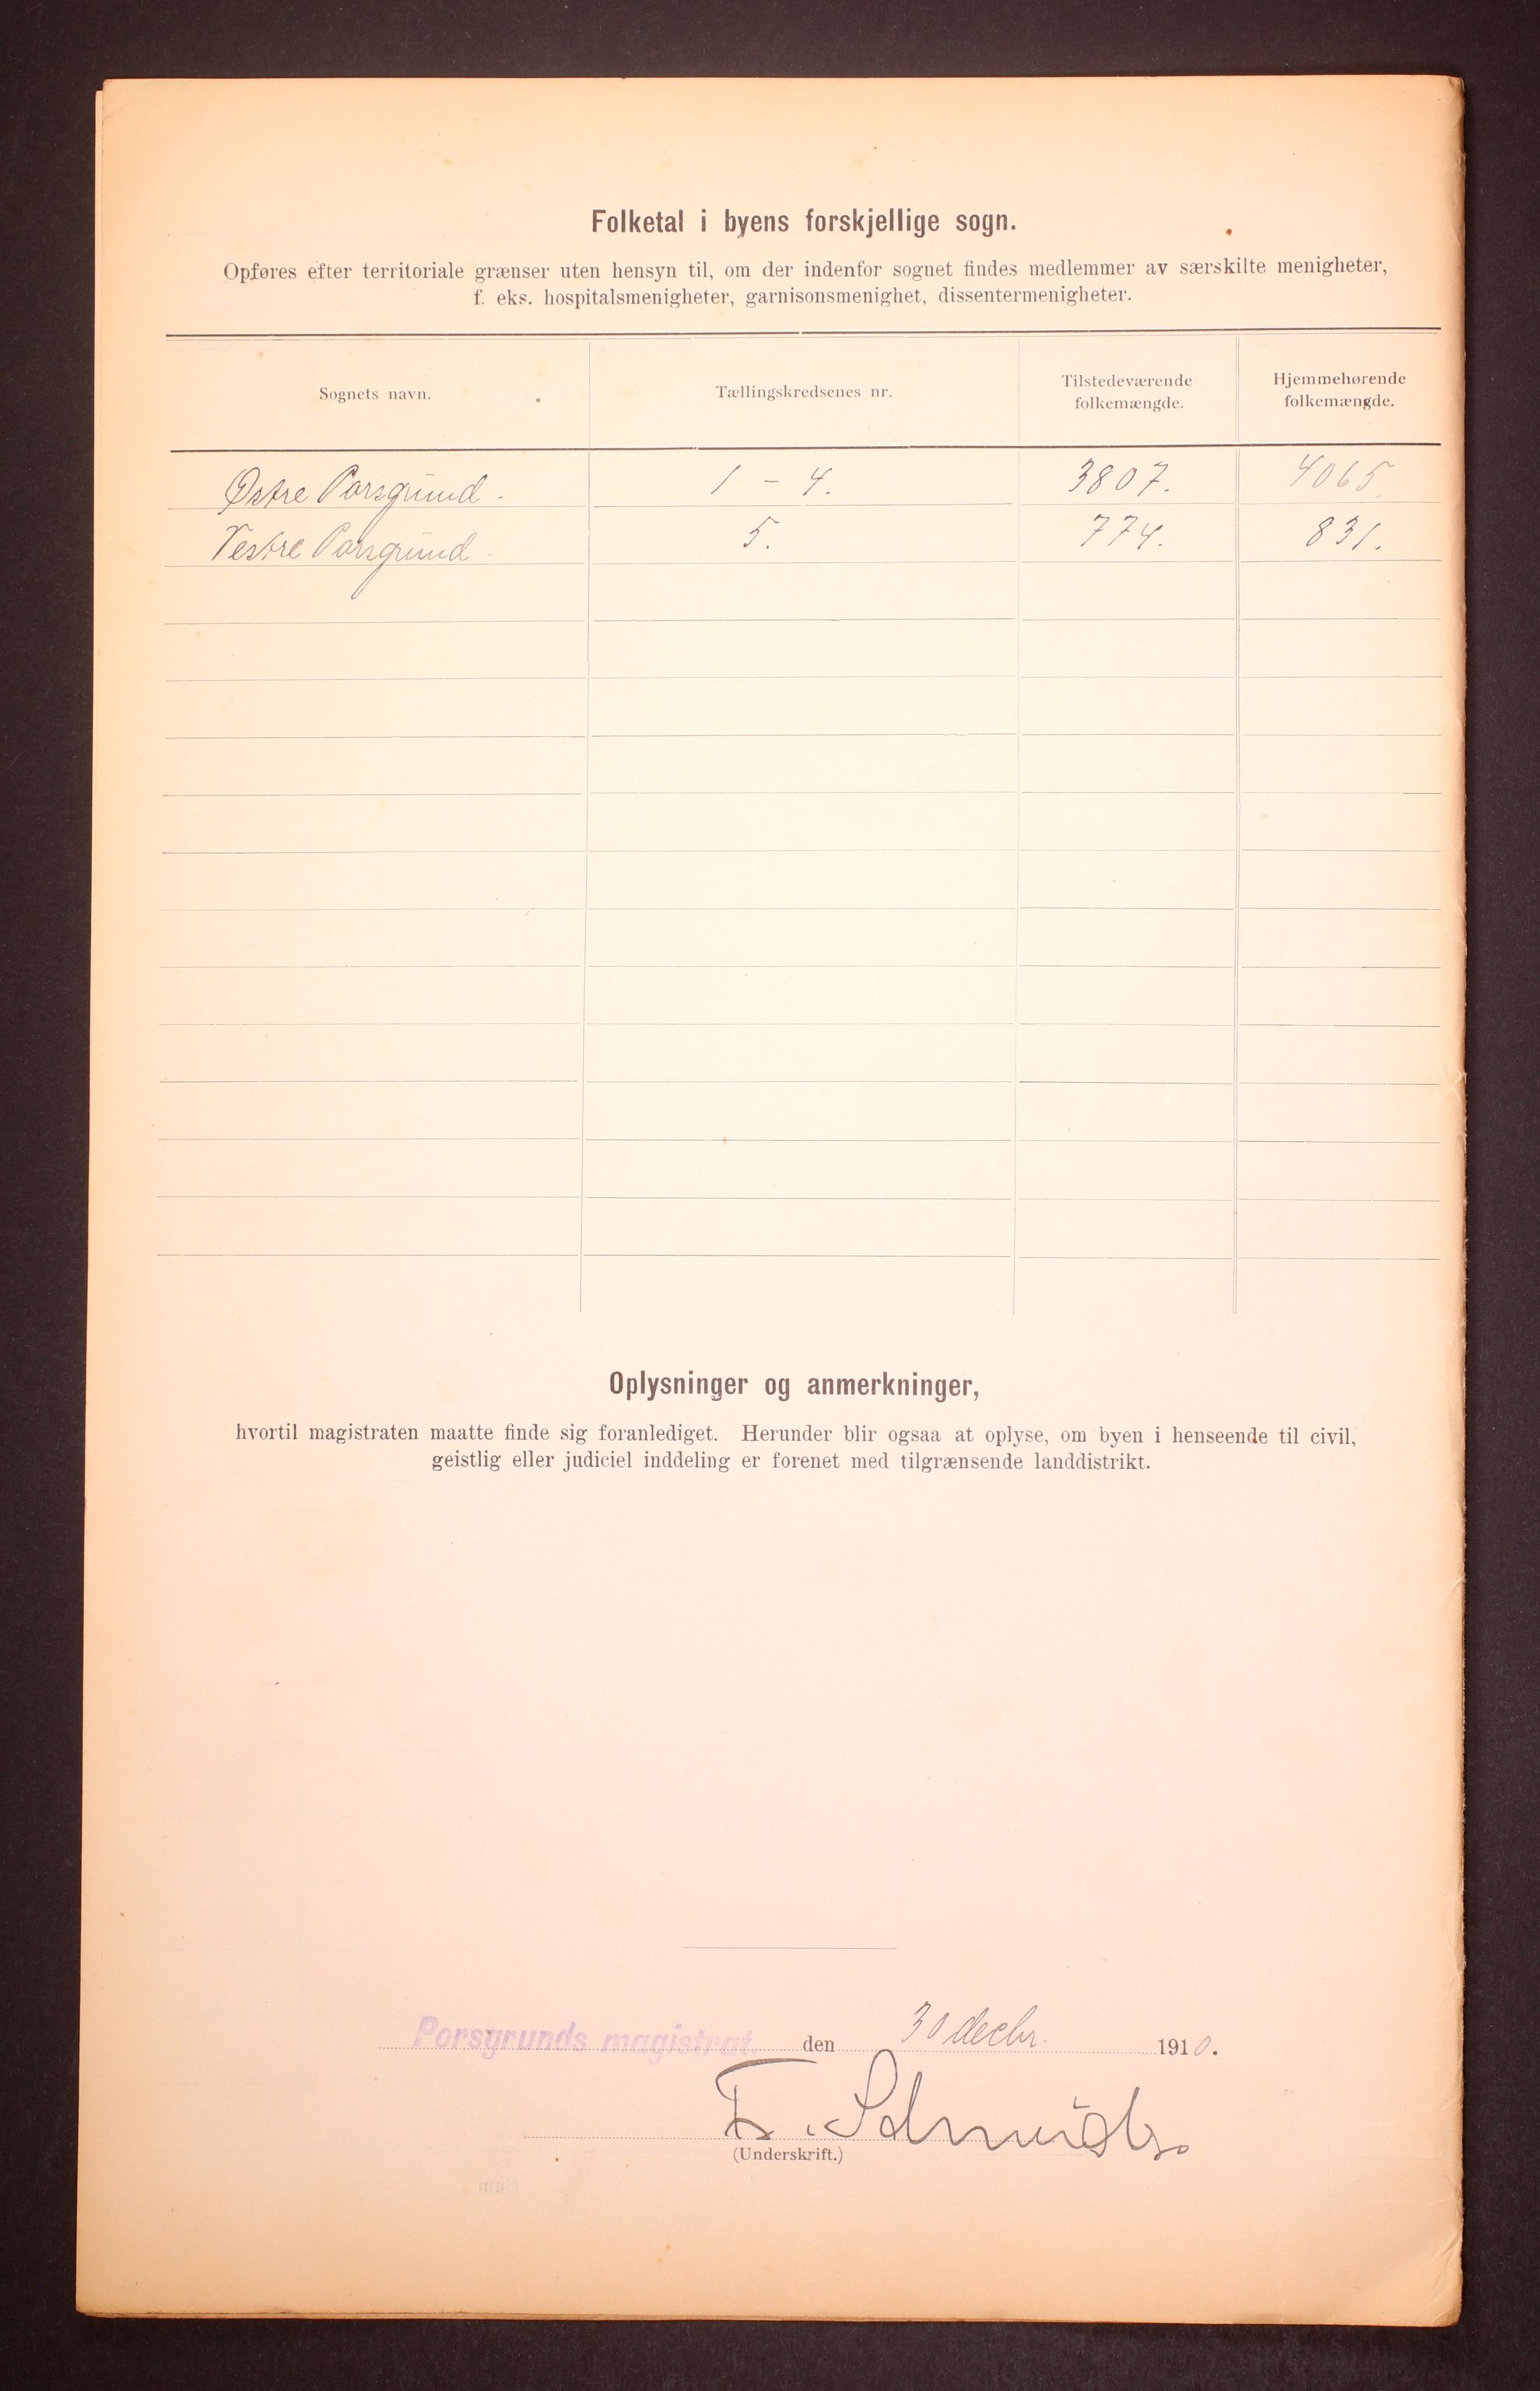 Folketal i byens forskjellige sogn.
Opføres efter territoriale grænser uten hensyn til, om der indenfor sognet findes medlemmer av særskilte menigheter,
f. eks. hospitalsmenigheter, garnisonsmenighet, dissentermenigheter.
Sognets navn. Tællingskredsenes nr. Tilstedeværende folkemængde. Hjemmehørende folkemængde.
Østre Porsgrund. 1 - 4. 3807. 4065.
Vestre Porsgrund. 5. 774. 831.
Oplysninger og anmerkninger,
hvortil magistraten maatte finde sig foranlediget. Herunder blir ogsaa at oplyse, om byen i henseende til civil,
geistlig eller judiciel inddeling er forenet med tilgrænsende landdistrikt.
Porsgrunds magistrat. den 30 decbr. 1910.
(Underskrift.)